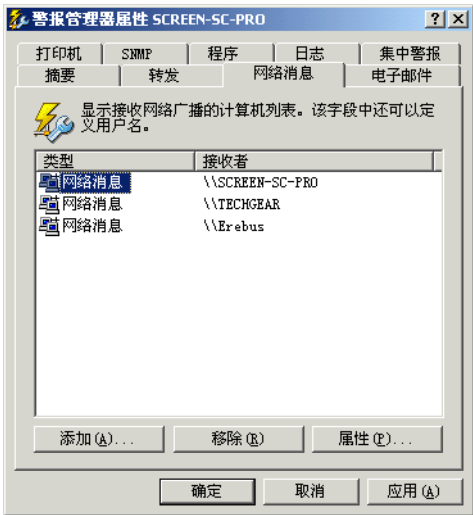 警报管理器属性 SCREEN-SC-PRO
打印机 SNMP 程序 日志 集中警报
摘要 转发 网络消息 电子邮件
显示接收网络广播的计算机列表。该字段中还可以定
义用户名。
类型 接收者
网络消息 \\SCREEN-SC-PRO
网络消息 \\TECHGEAR
网络消息 \\Erebus
添加(A)... 移除(R) 属性(P)...
确定 取消 应用(A)